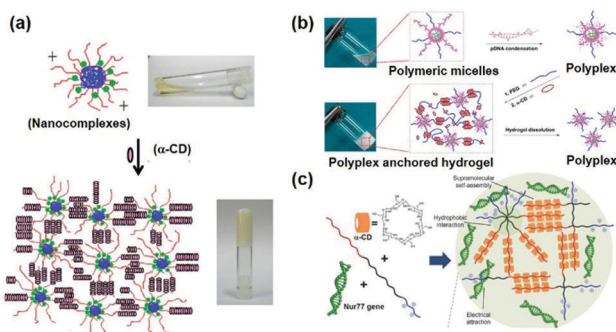 (a)
+
+
(Nanocomplexes)
(α-CD)
(b)
Polymeric micelles
pDNA condensation
Polyplex
1. PEG
2. α-CD
Polyplex anchored hydrogel
Hydrogel dissolution
Polyplex
(c)
α-CD
=
+
+
Nur77 gene
Supramolecular
self-assembly
Hydrophobic
interaction
Electrical
attraction